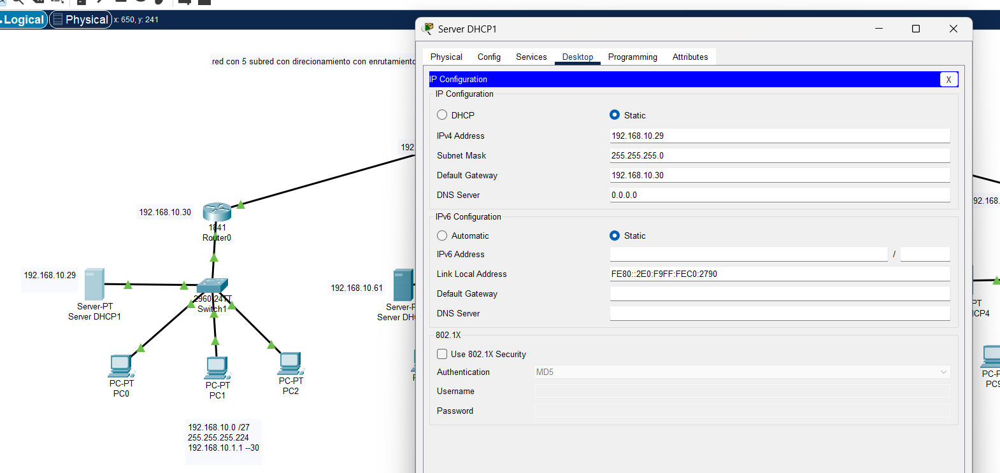 Logical
Physical
x: 650, y: 241
red con 5 subred con direcionamiento con enrutamiento
192.
192.168.10.30
1841
Router0
192.168.10.29
Server-PT
Server DHCP1
2960-24TT
Switch1
192.168.10.61
Server-P
Server DHC
PC-PT
PC0
PC-PT
PC1
PC-PT
PC2
192.168.10.0 /27
255.255.255.224
192.168.10.1.1 --30
Server DHCP1
Physical Config Services Desktop Programming Attributes
IP Configuration
X
IP Configuration
DHCP
Static
IPv4 Address
192.168.10.29
Subnet Mask
255.255.255.0
Default Gateway
192.168.10.30
DNS Server
0.0.0.0
IPv6 Configuration
Automatic
Static
IPv6 Address
/
Link Local Address
FE80::2E0:F9FF:FEC0:2790
Default Gateway
DNS Server
802.1X
Use 802.1X Security
Authentication
MD5
Username
Password
92.168.
PT
CP4
PC-P
PC9